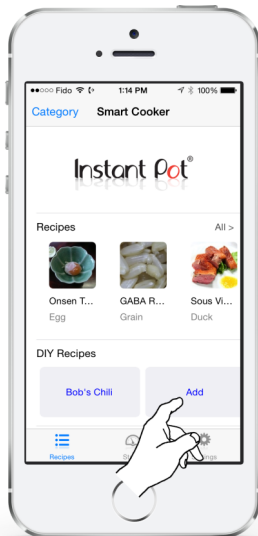 Fido 1:14 PM 100%
Category Smart Cooker
Instant Pot®
Recipes All >
Onsen T... GABA R... Sous Vi...
Egg Grain Duck
DIY Recipes
Bob's Chili Add
Recipes